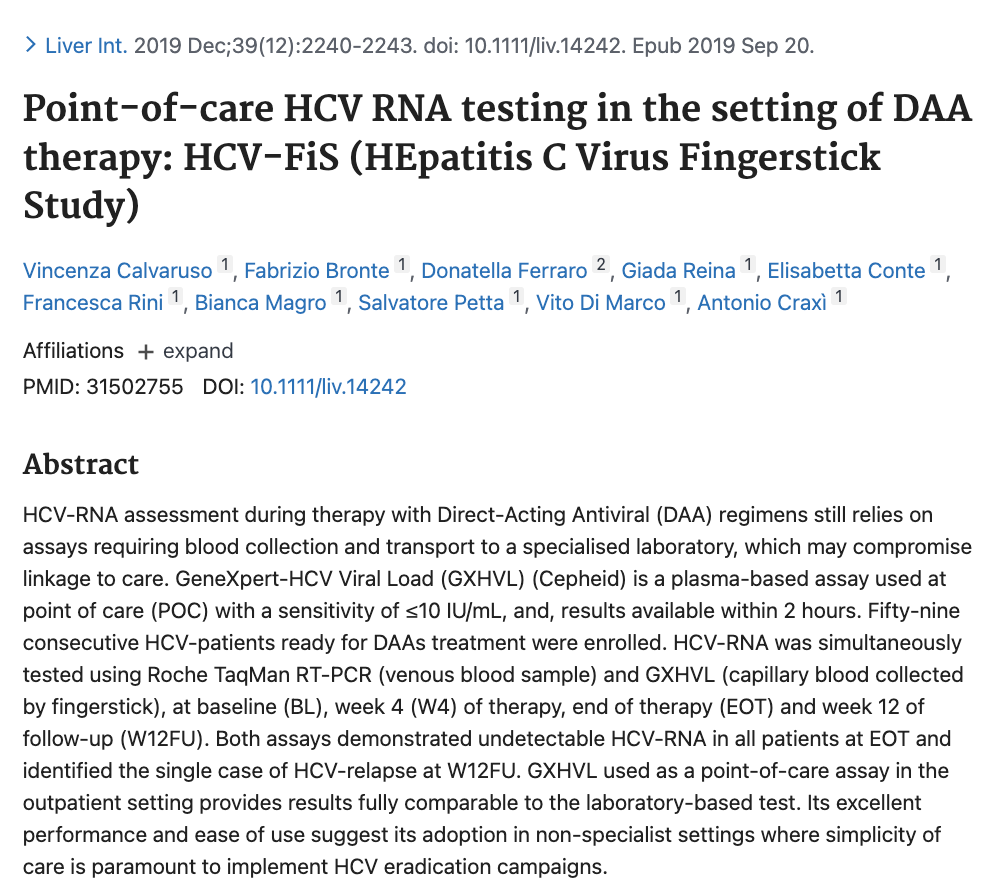 > Liver Int. 2019 Dec;39(12):2240-2243. doi: 10.1111/liv.14242. Epub 2019 Sep 20.
Point-of-care HCV RNA testing in the setting of DAA
therapy: HCV-FiS (HEpatitis C Virus Fingerstick
Study)
Vincenza Calvaruso 1, Fabrizio Bronte 1, Donatella Ferraro 2, Giada Reina 1, Elisabetta Conte 1,
Francesca Rini 1, Bianca Magro 1, Salvatore Petta 1, Vito Di Marco 1, Antonio Craxì 1
Affiliations + expand
PMID: 31502755 DOI: 10.1111/liv.14242
Abstract
HCV-RNA assessment during therapy with Direct-Acting Antiviral (DAA) regimens still relies on
assays requiring blood collection and transport to a specialised laboratory, which may compromise
linkage to care. GeneXpert-HCV Viral Load (GXHVL) (Cepheid) is a plasma-based assay used at
point of care (POC) with a sensitivity of ≤10 IU/mL, and, results available within 2 hours. Fifty-nine
consecutive HCV-patients ready for DAAs treatment were enrolled. HCV-RNA was simultaneously
tested using Roche TaqMan RT-PCR (venous blood sample) and GXHVL (capillary blood collected
by fingerstick), at baseline (BL), week 4 (W4) of therapy, end of therapy (EOT) and week 12 of
follow-up (W12FU). Both assays demonstrated undetectable HCV-RNA in all patients at EOT and
identified the single case of HCV-relapse at W12FU. GXHVL used as a point-of-care assay in the
outpatient setting provides results fully comparable to the laboratory-based test. Its excellent
performance and ease of use suggest its adoption in non-specialist settings where simplicity of
care is paramount to implement HCV eradication campaigns.